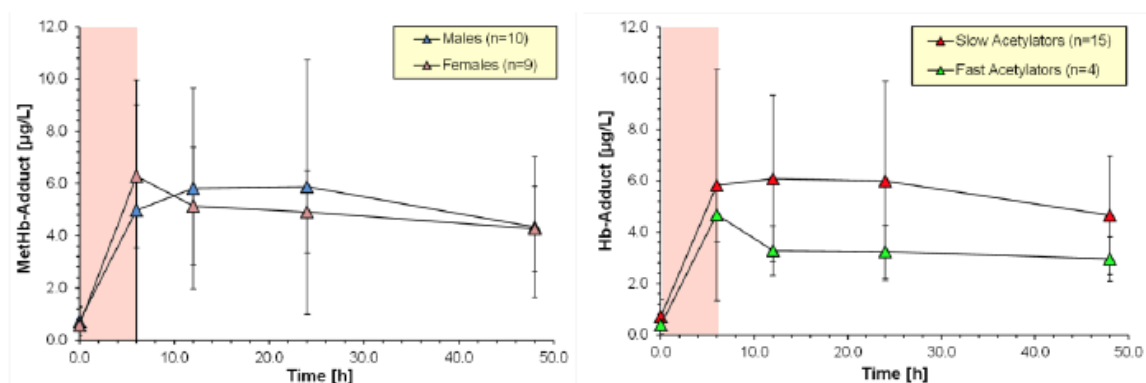 12.0
10.0
8.0
6.0
4.0
2.0
0.0
MetHb-Adduct [µg/L]
Males (n=10)
Females (n=9)
0.0 10.0 20.0 30.0 40.0 50.0
Time [h]
12.0
10.0
8.0
6.0
4.0
2.0
0.0
Hb-Adduct [µg/L]
Slow Acetylators (n=15)
Fast Acetylators (n=4)
0.0 10.0 20.0 30.0 40.0 50.0
Time [h]